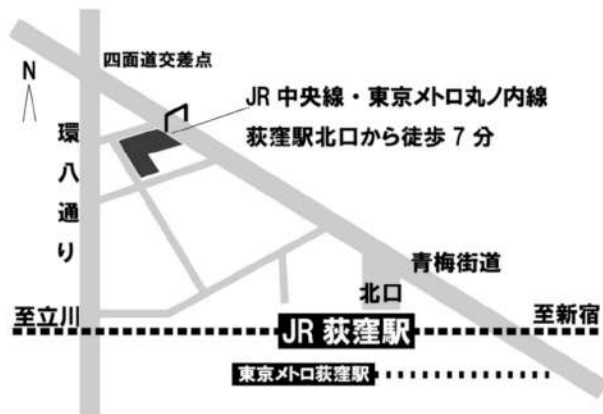 四面道交差点
N
JR 中央線・東京メトロ丸ノ内線
荻窪駅北口から徒歩 7 分
環八通り
青梅街道
北口
至立川
JR 荻窪駅
至新宿
東京メトロ荻窪駅